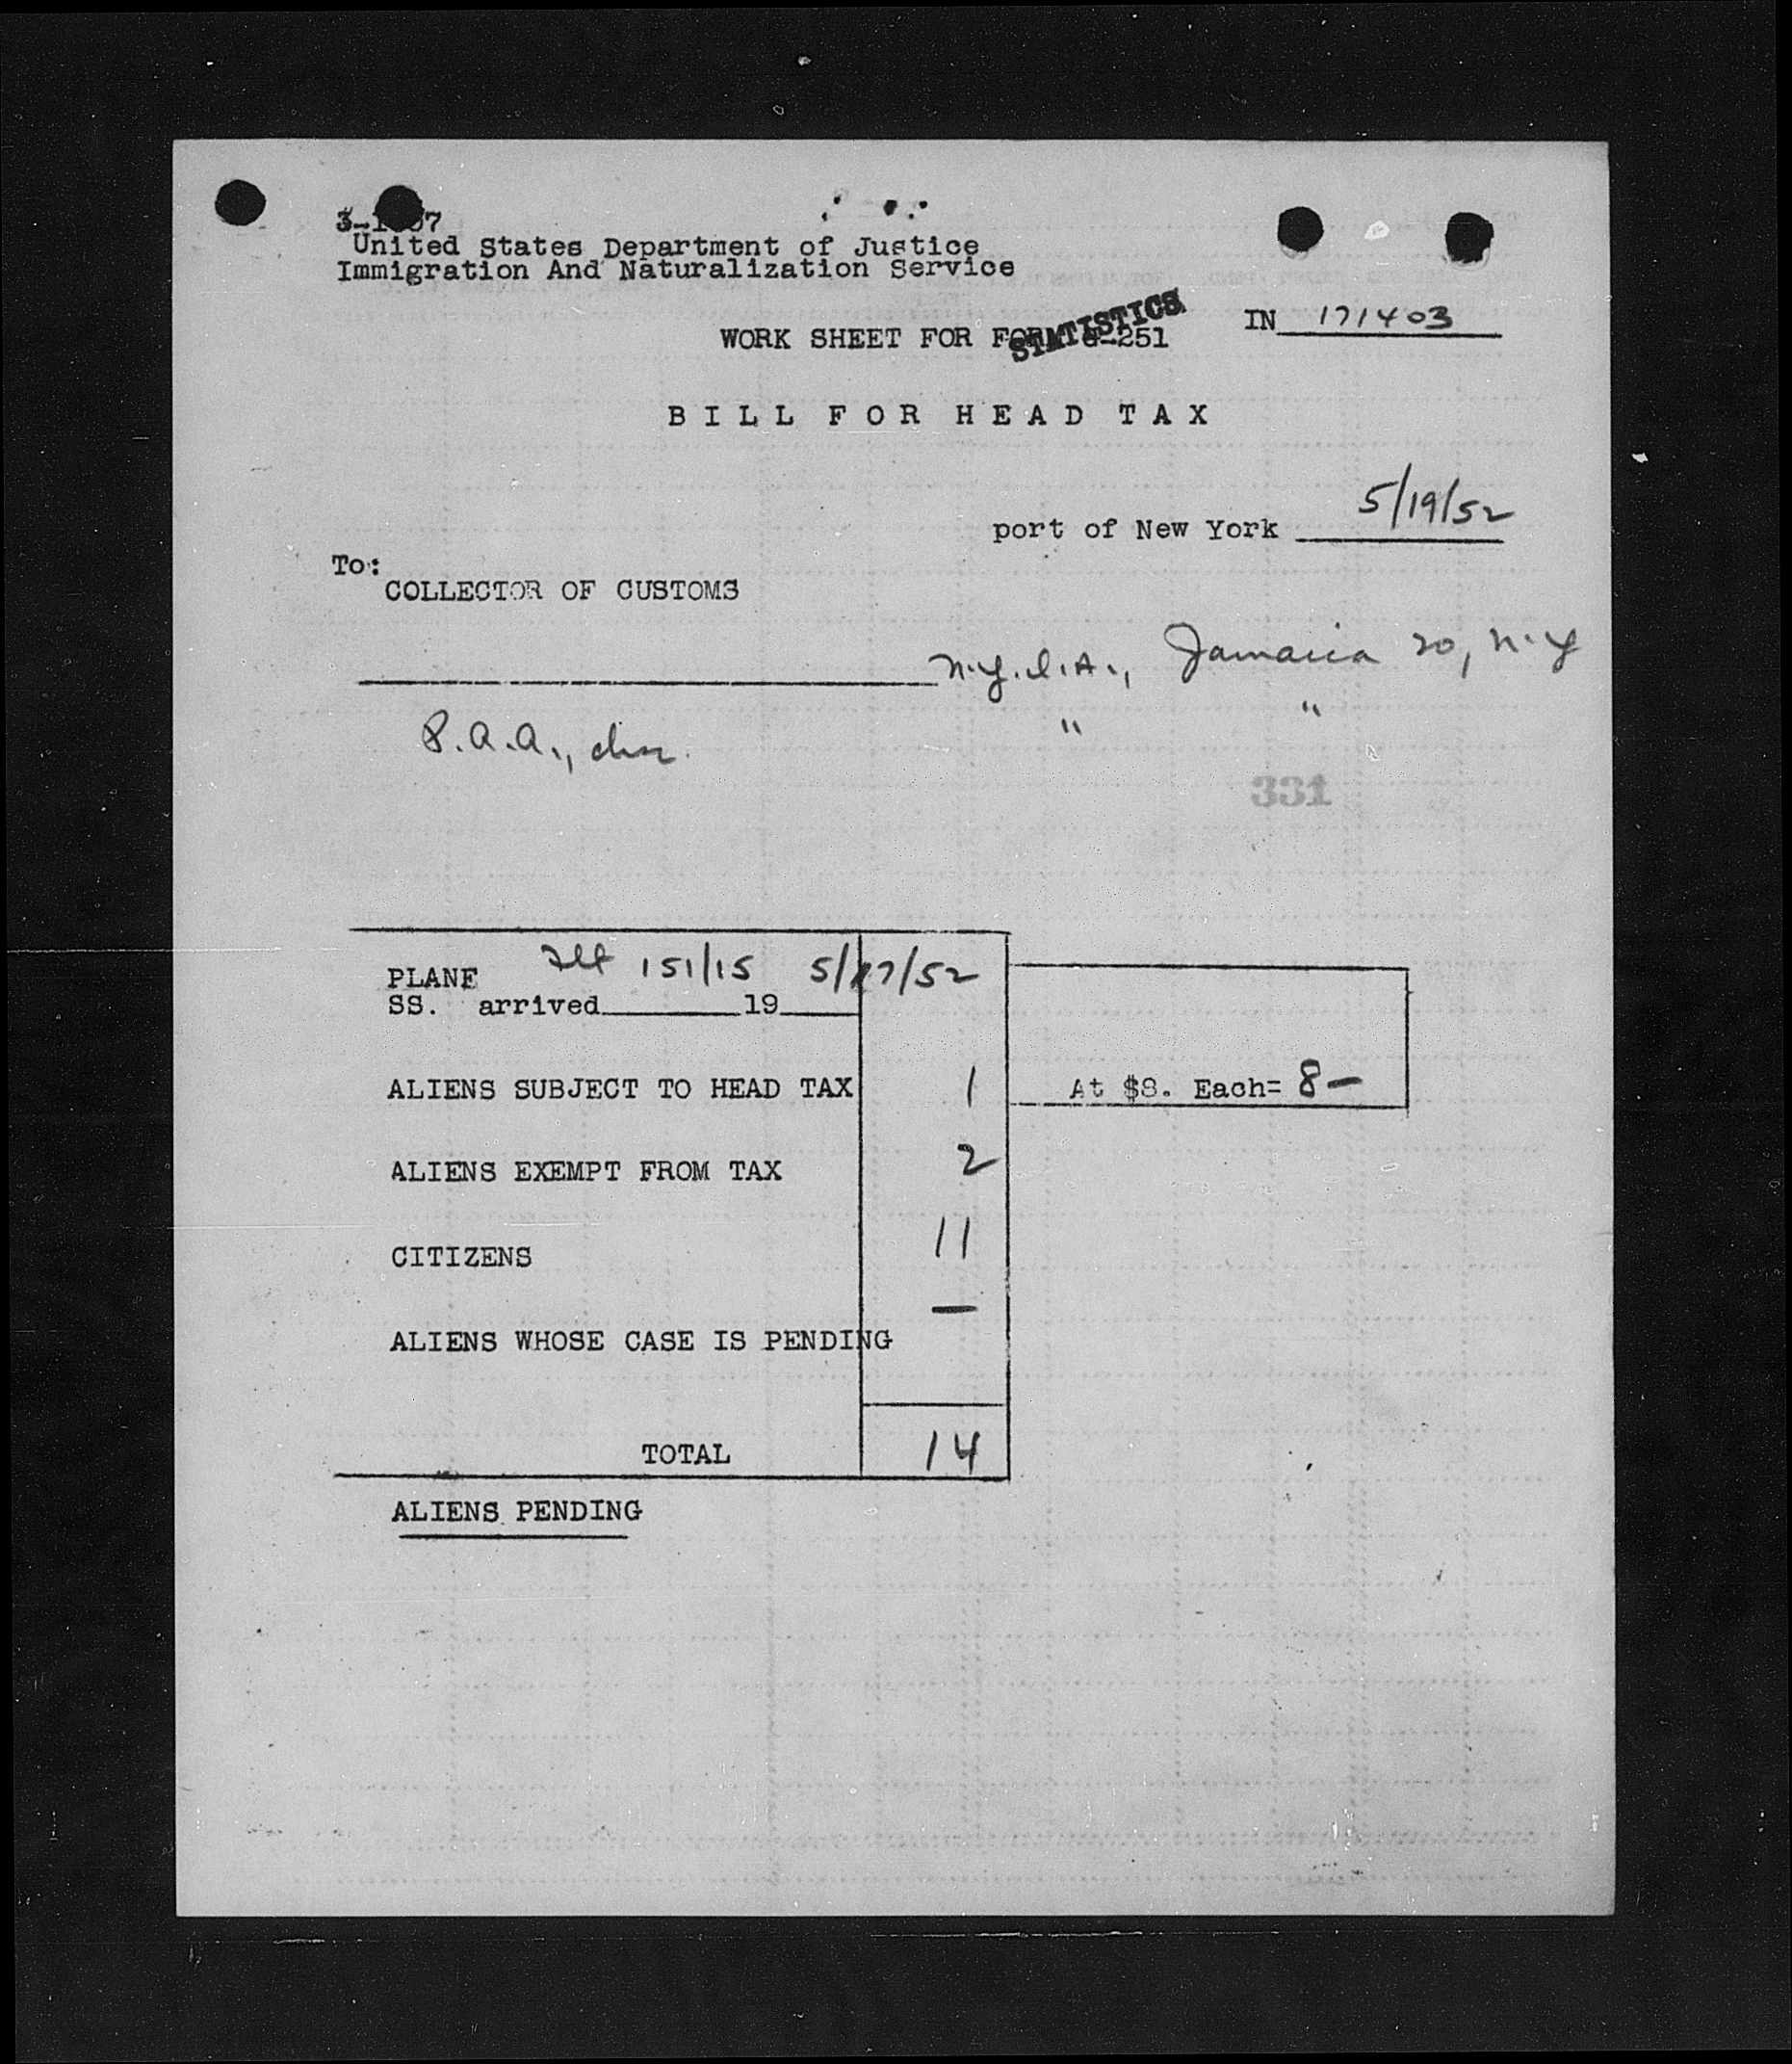 United States Department of Justice
Immigration And Naturalization Service
STATISTICS
WORK SHEET FOR FORM G-251
IN 171403
BILL FOR HEAD TAX
port of New York 5/19/52
To:
COLLECTOR OF CUSTOMS
N.Y.I.A., Jamaica 20, N.Y
P.A.A., " "
331
PLANE 151/15 5/17/52
SS. arrived 19
ALIENS SUBJECT TO HEAD TAX 1 At $8. Each= 8-
ALIENS EXEMPT FROM TAX 2
CITIZENS 11
ALIENS WHOSE CASE IS PENDING —
TOTAL 14
ALIENS PENDING